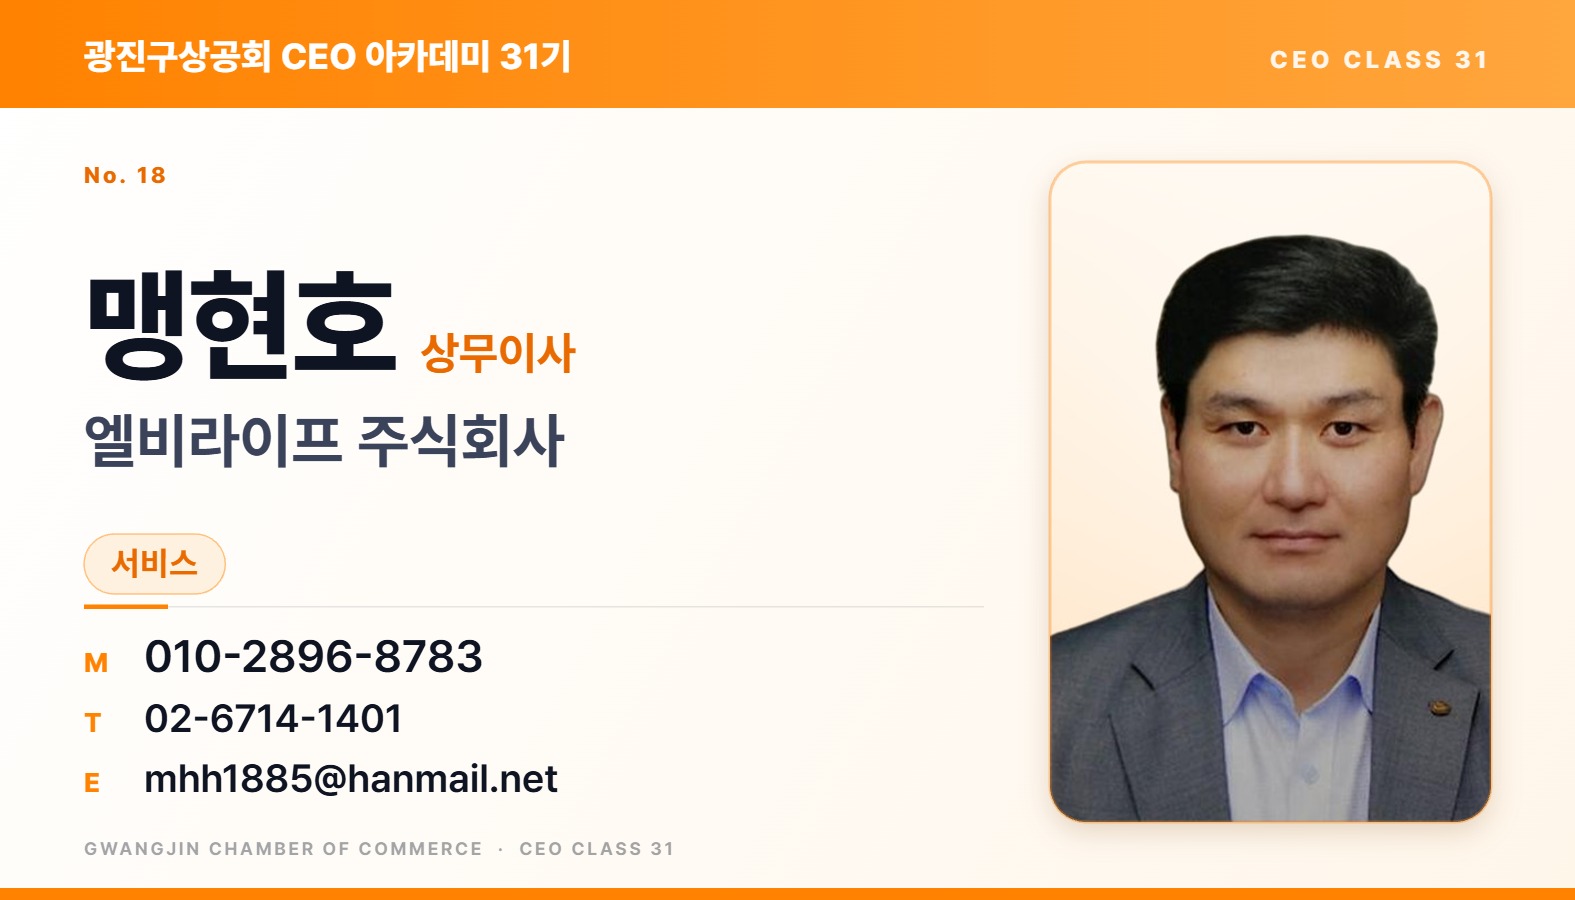 광진구상공회 CEO 아카데미 31기
CEO CLASS 31
No. 18
맹현호 상무이사
엘비라이프 주식회사
서비스
M 010-2896-8783
T 02-6714-1401
E mhh1885@hanmail.net
GWANGJIN CHAMBER OF COMMERCE · CEO CLASS 31